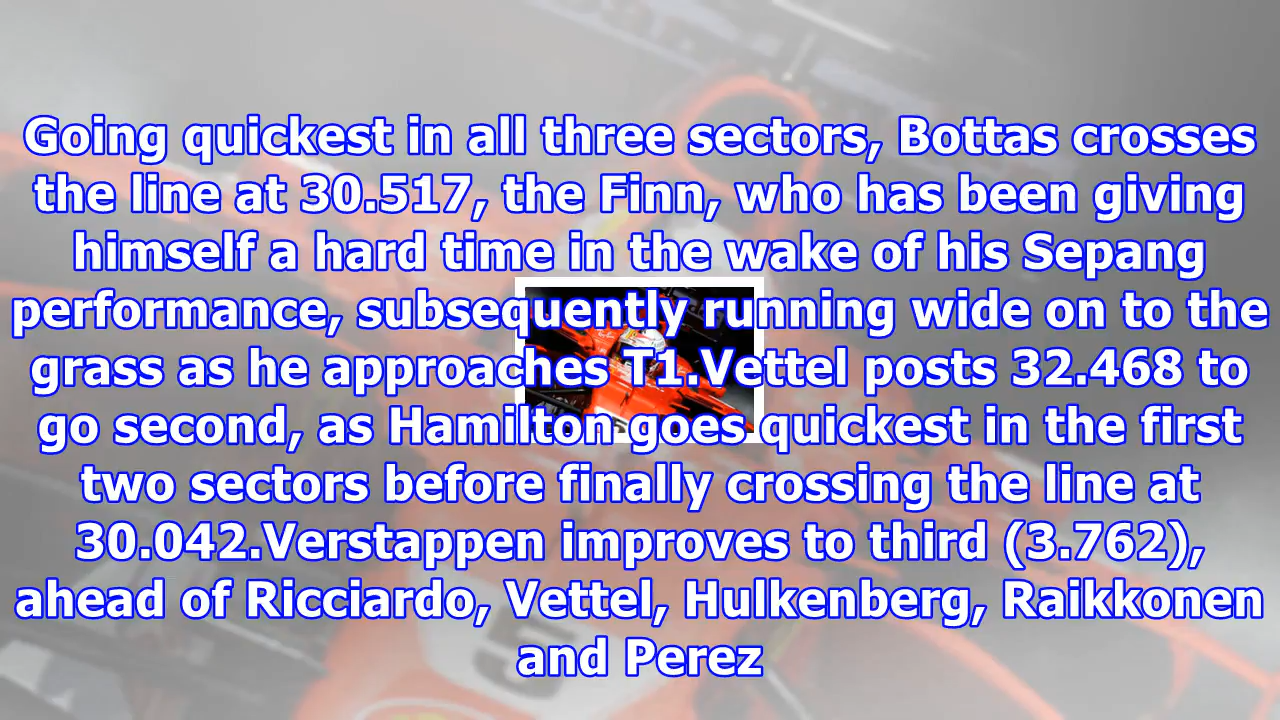 Going quickest in all three sectors, Bottas crosses
the line at 30.517, the Finn, who has been giving
himself a hard time in the wake of his Sepang
performance, subsequently running wide on to the
grass as he approaches T1.Vettel posts 32.468 to
go second, as Hamilton goes quickest in the first
two sectors before finally crossing the line at
30.042.Verstappen improves to third (3.762),
ahead of Ricciardo, Vettel, Hulkenberg, Raikkonen
and Perez